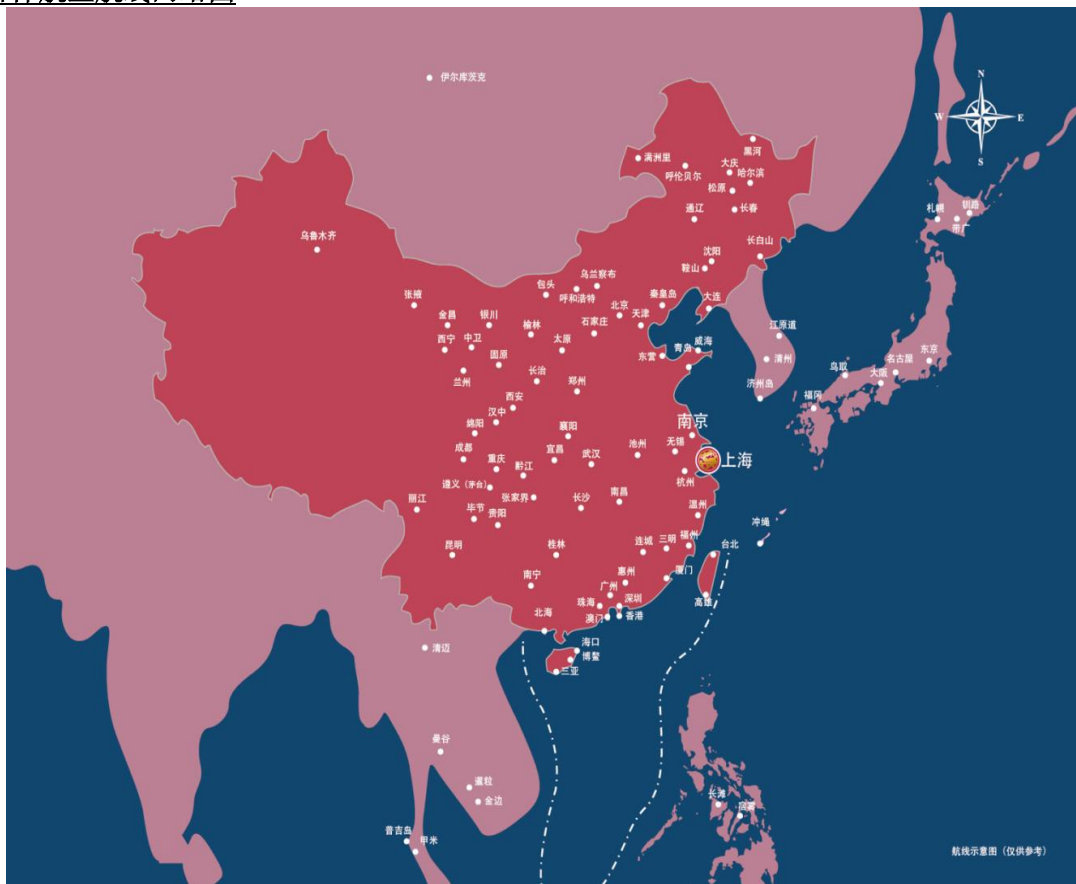 伊尔库茨克
N
W
E
S
黑河
满洲里
大庆
哈尔滨
呼伦贝尔
松原
长春
通辽
札幌
钏路
带广
乌鲁木齐
沈阳
长白山
鞍山
乌兰察布
包头
呼和浩特
张掖
秦皇岛
大连
北京
天津
金昌
银川
榆林
石家庄
江原道
西宁
中卫
太原
威海
青岛
东营
固原
清州
东京
名古屋
大阪
鸟取
兰州
长治
郑州
济州岛
福冈
西安
汉中
绵阳
襄阳
南京
成都
重庆
宜昌
武汉
池州
无锡
上海
黔江
杭州
遵义（茅台）
张家界
丽江
长沙
南昌
毕节
贵阳
温州
冲绳
昆明
桂林
连城
三明
福州
台北
南宁
惠州
厦门
广州
珠海
深圳
高雄
北海
澳门
香港
清迈
海口
博鳌
三亚
曼谷
暹粒
金边
长滩
普吉岛
甲米
航线示意图（仅供参考）